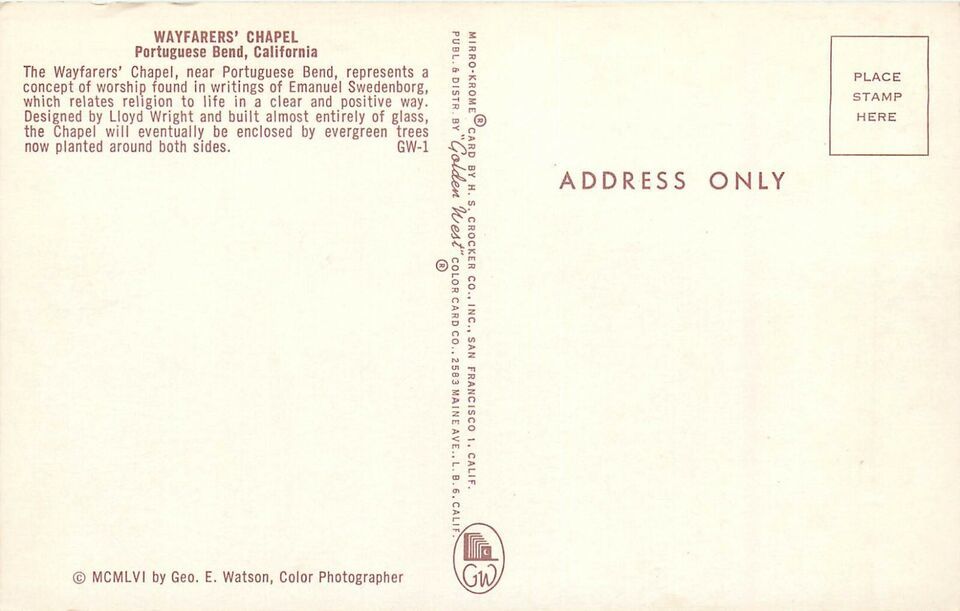 WAYFARERS' CHAPEL
Portuguese Bend, California
The Wayfarers' Chapel, near Portuguese Bend, represents a
concept of worship found in writings of Emanuel Swedenborg,
which relates religion to life in a clear and positive way.
Designed by Lloyd Wright and built almost entirely of glass,
the Chapel will eventually be enclosed by evergreen trees
now planted around both sides. GW-1
© MCMLVI by Geo. E. Watson, Color Photographer
MIRRO-KROME® CARD BY H. S. CROCKER CO., INC., SAN FRANCISCO 1, CALIF.
PUBL. & DISTR. BY "Golden West"® COLOR CARD CO., 2583 MAINE AVE., L. B. 6, CALIF.
GW
ADDRESS ONLY
PLACE
STAMP
HERE